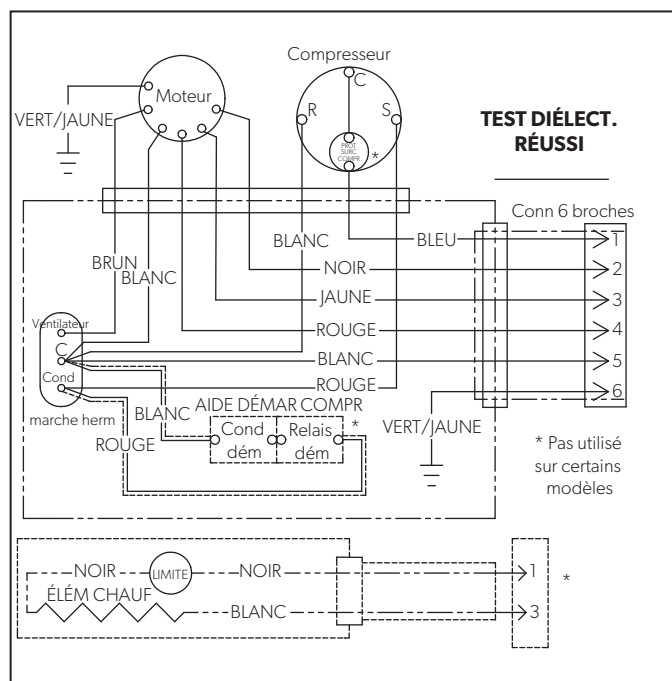 Compresseur
Moteur
C
R
S
VERT/JAUNE
PROT
SURC
COMPR
*
TEST DIÉLECT.
RÉUSSI
Conn 6 broches
BLANC
BLEU
1
BRUN
BLANC
NOIR
2
JAUNE
3
Ventilateur
ROUGE
4
C
BLANC
5
Cond
ROUGE
6
marche herm
BLANC
AIDE DÉMAR COMPR
ROUGE
Cond
dém
Relais
dém
*
VERT/JAUNE
* Pas utilisé
sur certains
modèles
NOIR
LIMITE
NOIR
1
*
ÉLÉM CHAUF
BLANC
3